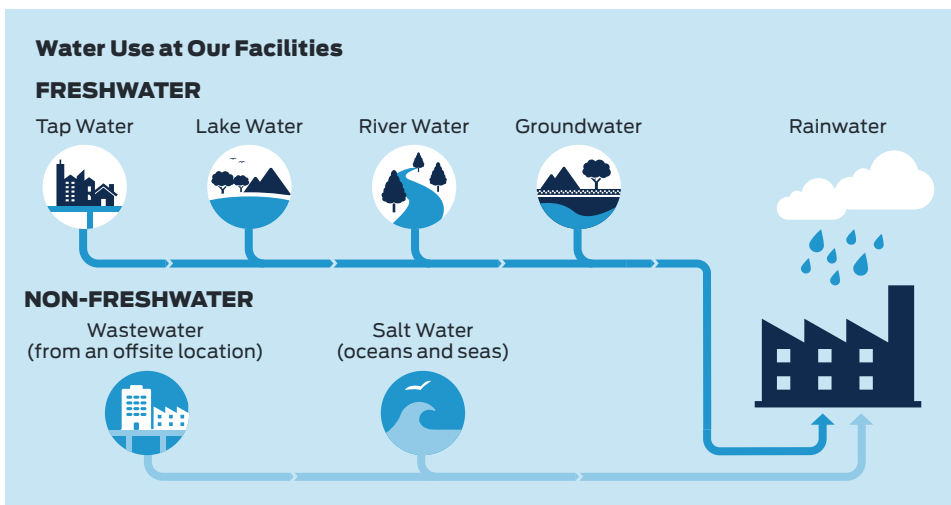 Water Use at Our Facilities
FRESHWATER
Tap Water
Lake Water
River Water
Groundwater
Rainwater
NON-FRESHWATER
Wastewater
(from an offsite location)
Salt Water
(oceans and seas)